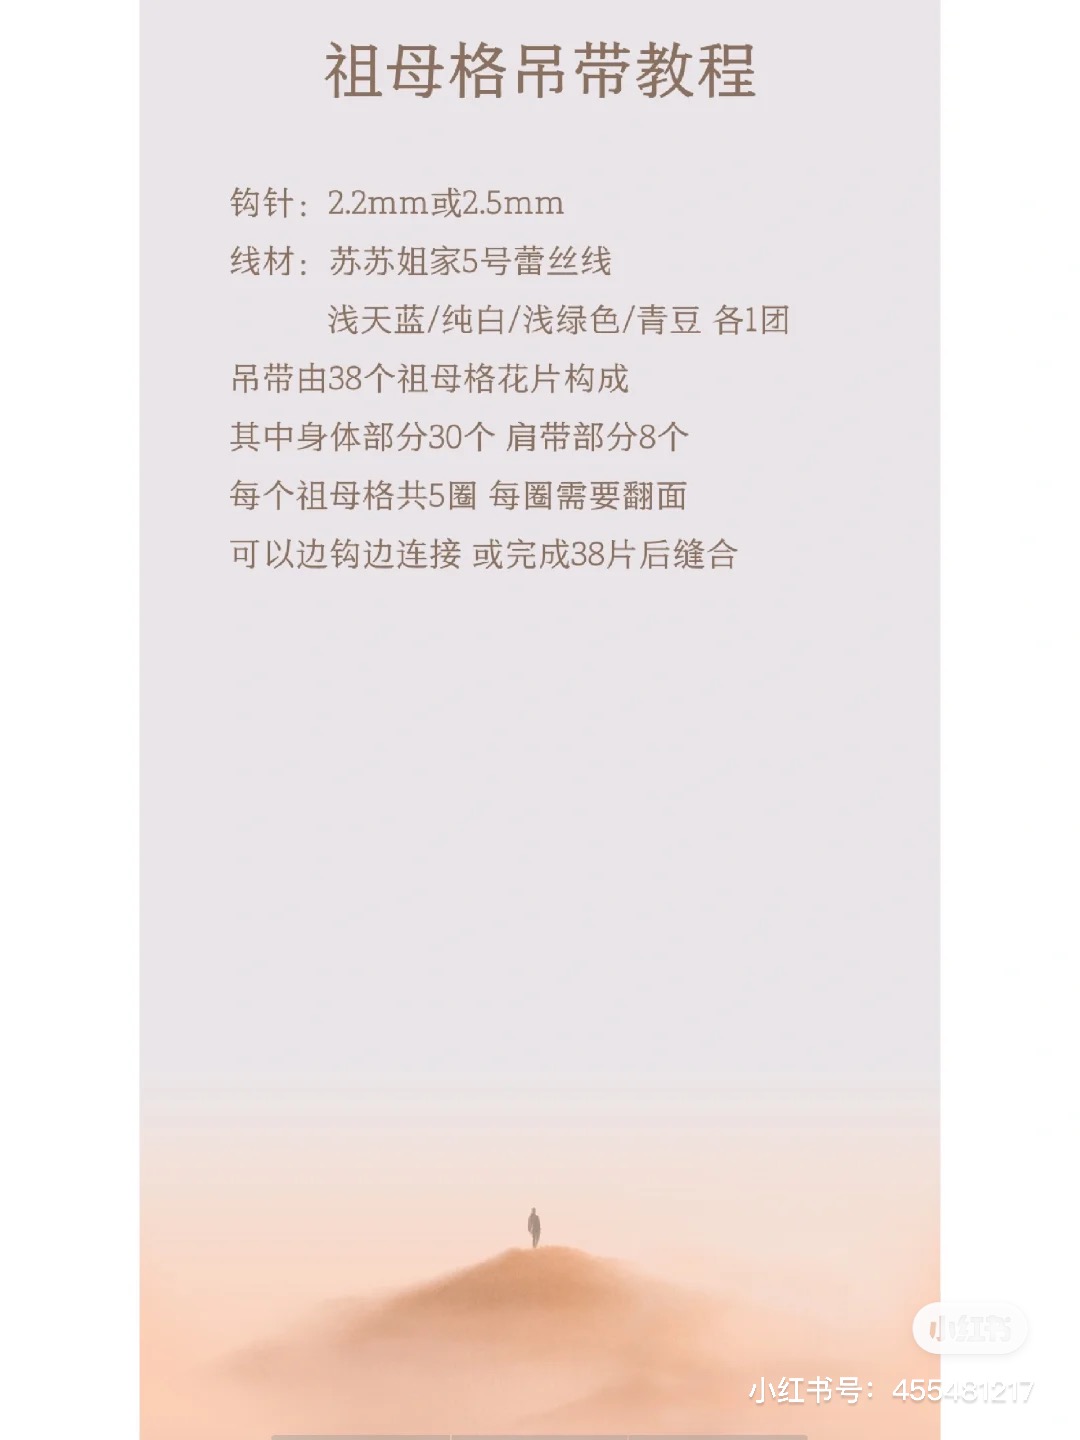 祖母格吊带教程
钩针：2.2mm或2.5mm
线材：苏苏姐家5号蕾丝线
浅天蓝/纯白/浅绿色/青豆 各1团
吊带由38个祖母格花片构成
其中身体部分30个 肩带部分8个
每个祖母格共5圈 每圈需要翻面
可以边钩边连接 或完成38片后缝合
小红书
小红书号：455481217